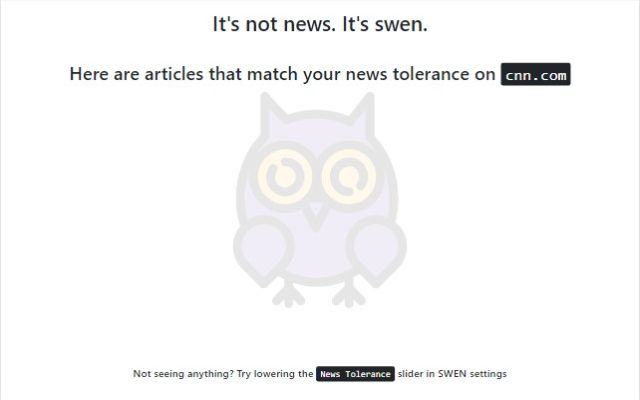 It's not news. It's swen.
Here are articles that match your news tolerance on cnn.com
Not seeing anything? Try lowering the News Tolerance slider in SWEN settings